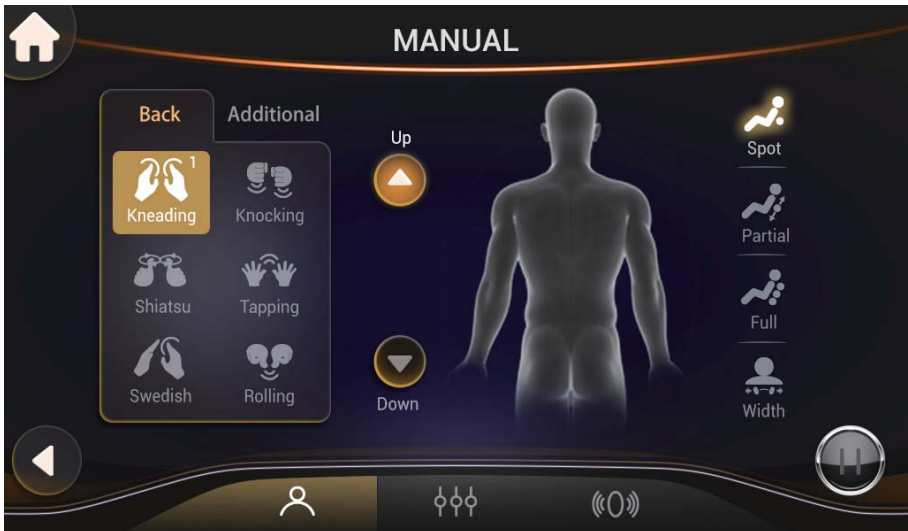 MANUAL
Back
Additional
Up
Spot
1
Kneading
Knocking
Partial
Shiatsu
Tapping
Full
Swedish
Rolling
Down
Width